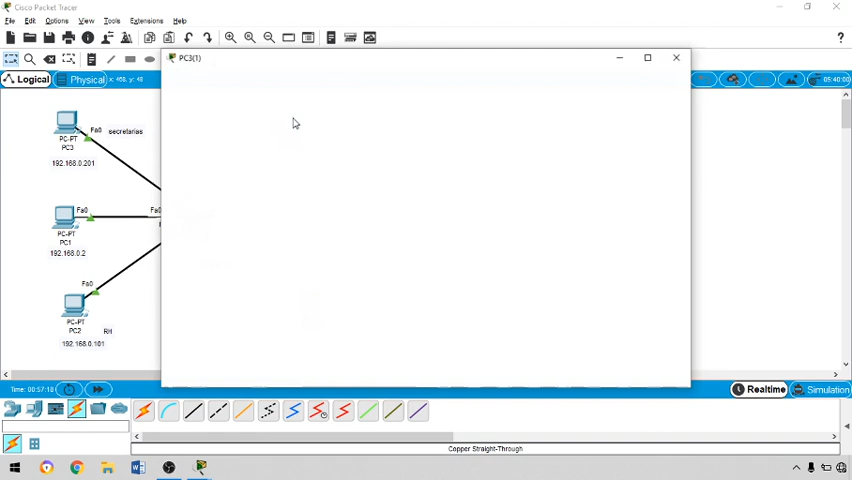 Cisco Packet Tracer
File Edit Options View Tools Extensions Help
PC3(1)
Logical Physical x: 468, y: 48
05:40:00
Fa0 secretarias
PC-PT
PC3
192.168.0.201
Fa0 Fa0
PC-PT
PC1
192.168.0.2
Fa0
PC-PT
PC2 RH
192.168.0.101
Time: 00:57:18 Realtime Simulation
Copper Straight-Through